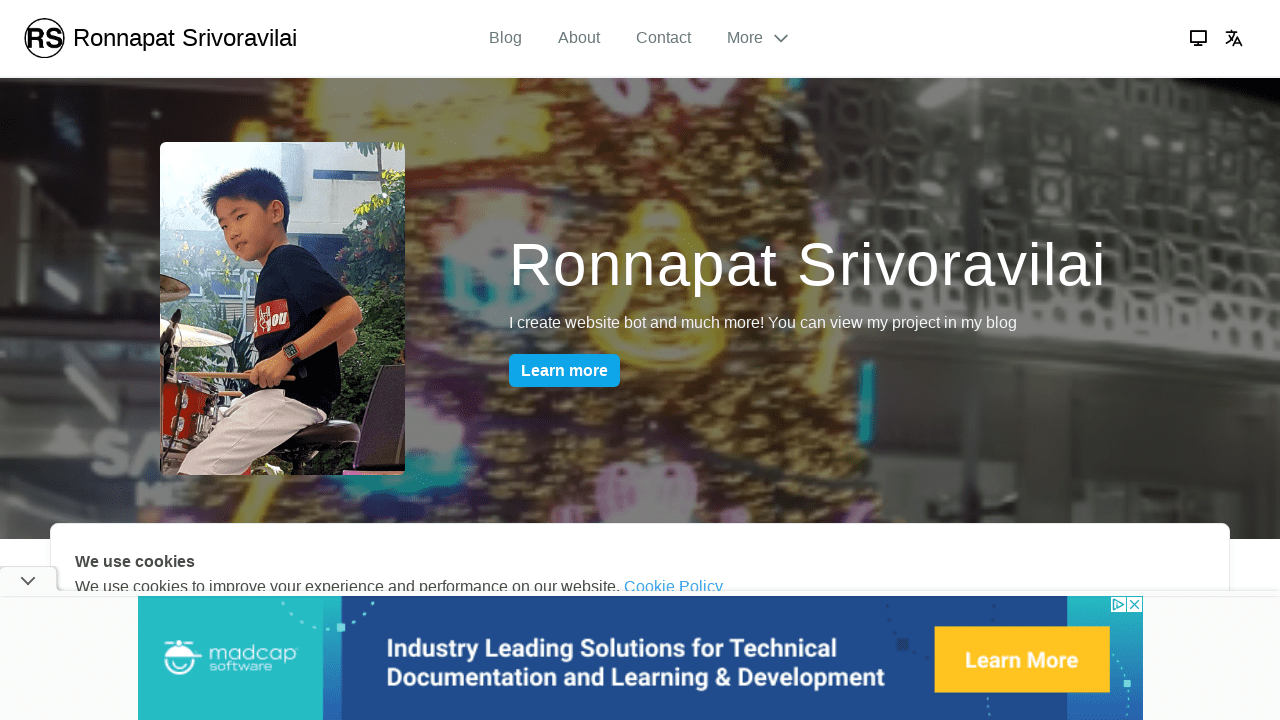 RS Ronnapat Srivoravilai
Blog
About
Contact
More
Ronnapat Srivoravilai
I create website bot and much more! You can view my project in my blog
Learn more
We use cookies
We use cookies to improve your experience and performance on our website. Cookie Policy
madcap
software
Industry Leading Solutions for Technical
Documentation and Learning & Development
Learn More